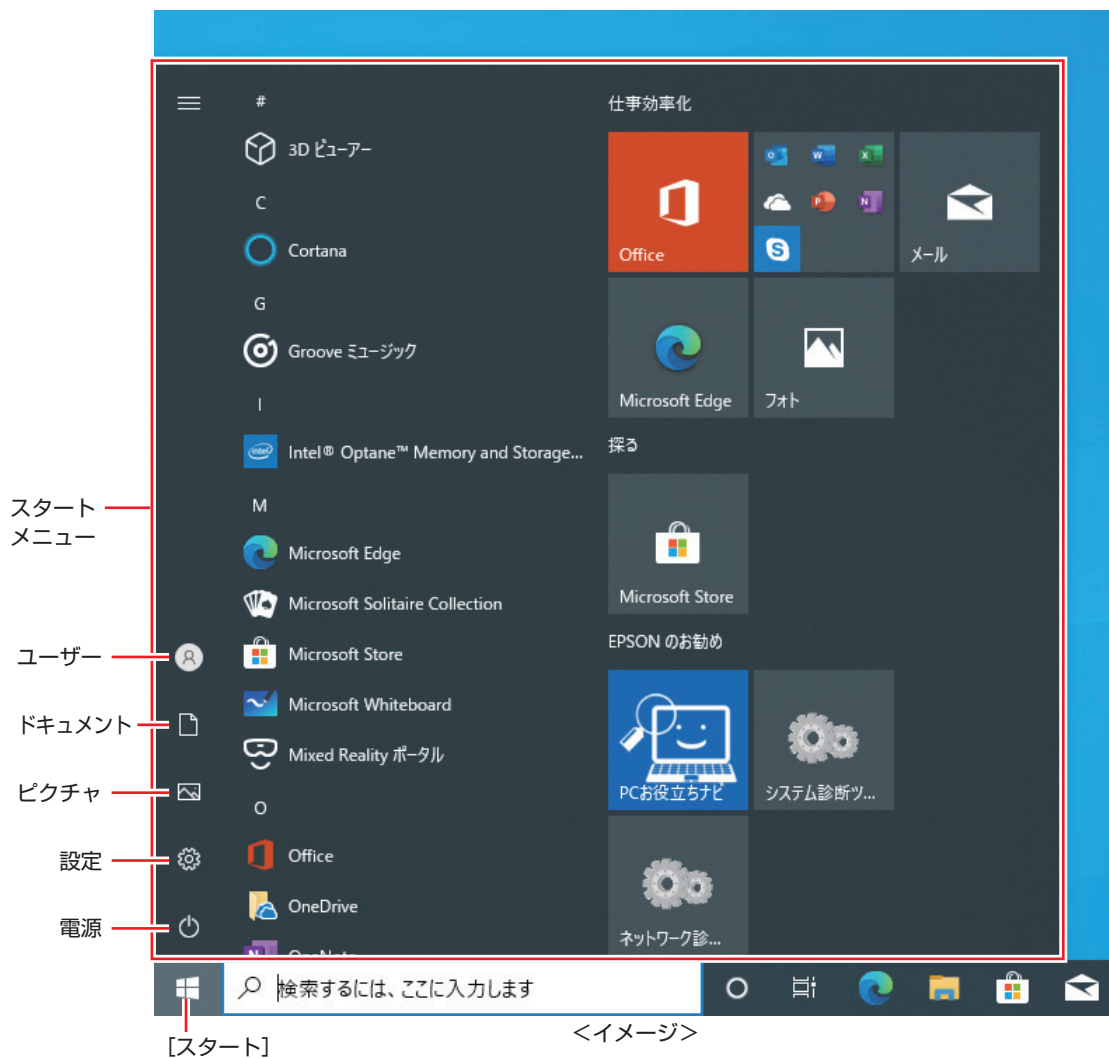 #
3D ビューアー
C
Cortana
G
Groove ミュージック
I
Intel® Optane™ Memory and Storage...
M
Microsoft Edge
Microsoft Solitaire Collection
Microsoft Store
Microsoft Whiteboard
Mixed Reality ポータル
O
Office
OneDrive
OneNote
仕事効率化
Office
メール
Microsoft Edge
フォト
探る
Microsoft Store
EPSON のお勧め
PCお役立ちナビ
システム診断ツ...
ネットワーク診...
スタート
メニュー
ユーザー
ドキュメント
ピクチャ
設定
電源
検索するには、ここに入力します
[スタート]
＜イメージ＞